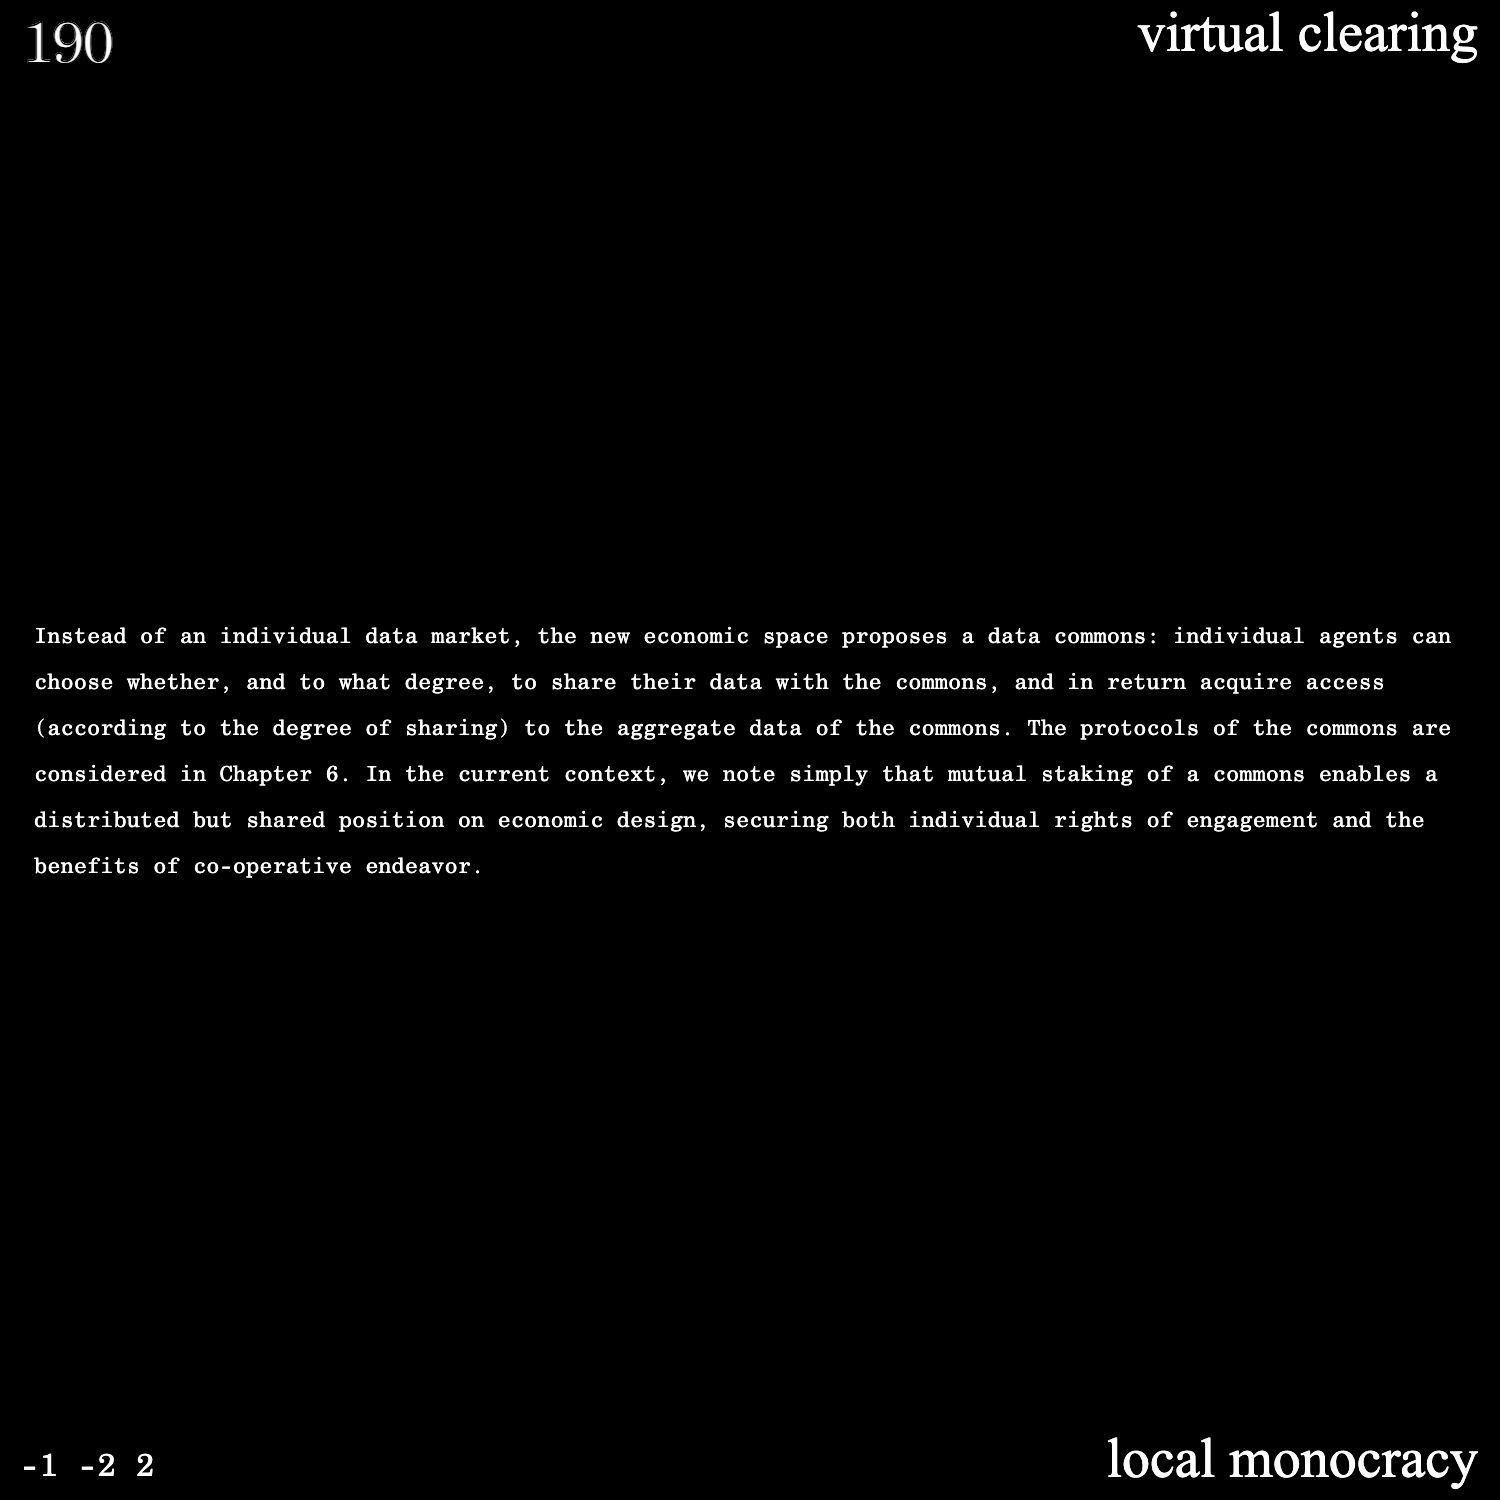 190
virtual clearing
Instead of an individual data market, the new economic space proposes a data commons: individual agents can
choose whether, and to what degree, to share their data with the commons, and in return acquire access
(according to the degree of sharing) to the aggregate data of the commons. The protocols of the commons are
considered in Chapter 6. In the current context, we note simply that mutual staking of a commons enables a
distributed but shared position on economic design, securing both individual rights of engagement and the
benefits of co-operative endeavor.
-1 -2 2
local monocracy